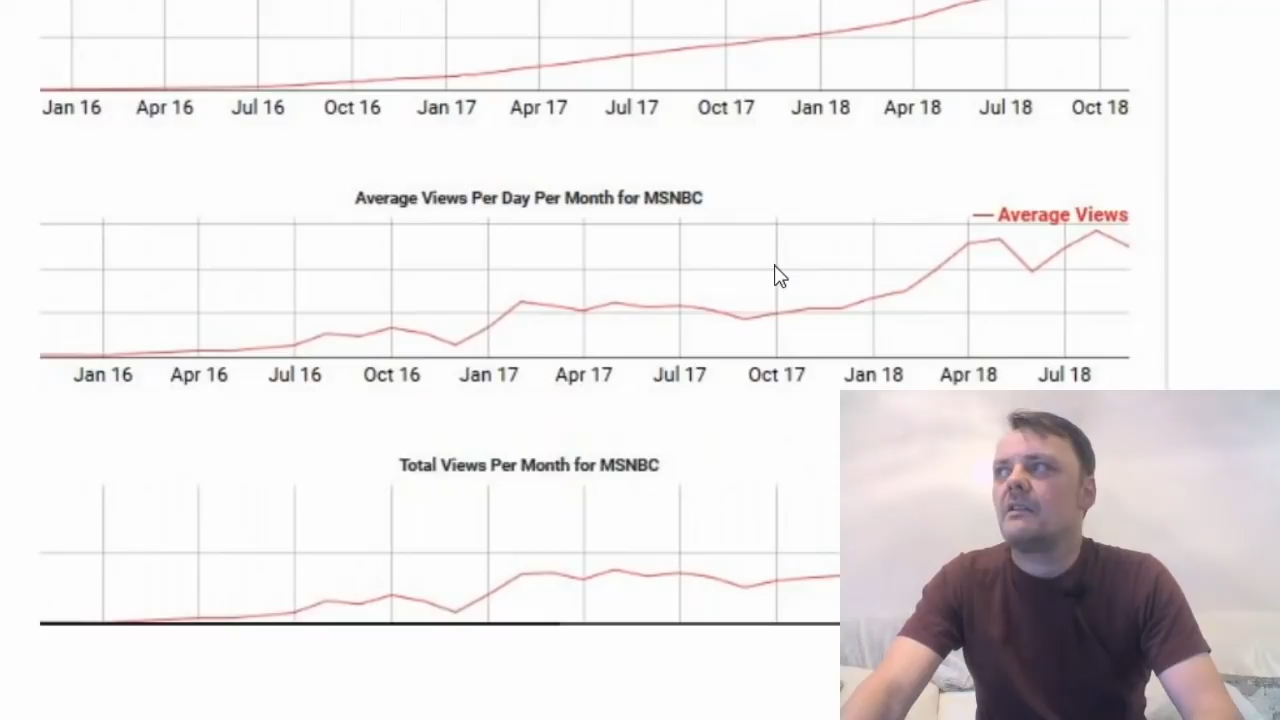 Jan 16 Apr 16 Jul 16 Oct 16 Jan 17 Apr 17 Jul 17 Oct 17 Jan 18 Apr 18 Jul 18 Oct 18
Average Views Per Day Per Month for MSNBC
Average Views
Jan 16 Apr 16 Jul 16 Oct 16 Jan 17 Apr 17 Jul 17 Oct 17 Jan 18 Apr 18 Jul 18
Total Views Per Month for MSNBC